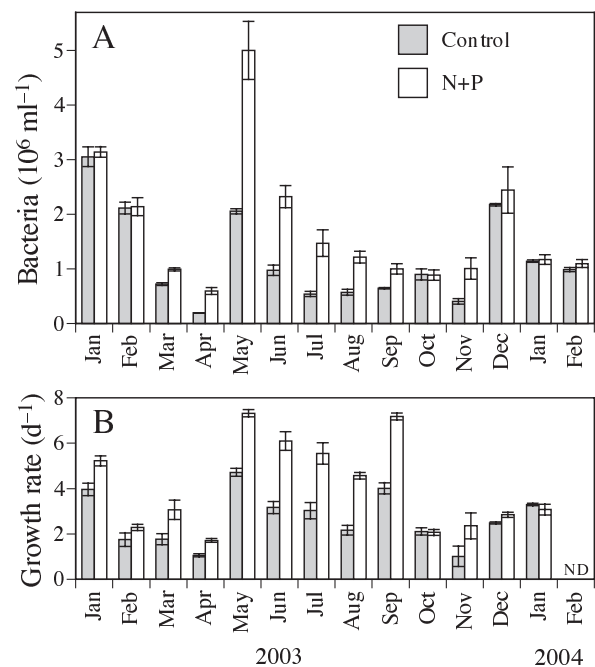 A
Control
N+P
Bacteria (10⁶ ml⁻¹)
5
4
3
2
1
0
Jan Feb Mar Apr May Jun Jul Aug Sep Oct Nov Dec Jan Feb
B
Growth rate (d⁻¹)
8
6
4
2
0
ND
Jan Feb Mar Apr May Jun Jul Aug Sep Oct Nov Dec Jan Feb
2003 2004